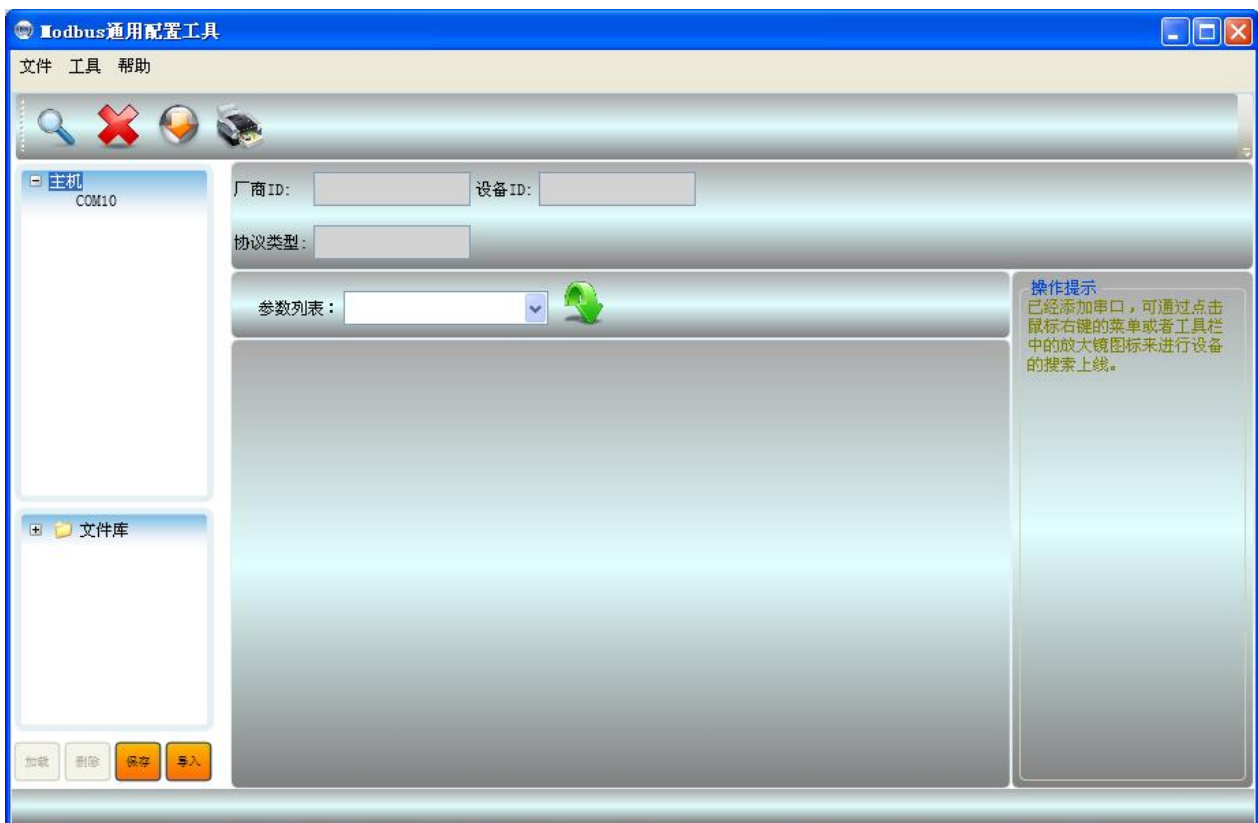 Modbus通用配置工具
文件 工具 帮助
主机
COM10
厂商ID: 设备ID:
协议类型:
参数列表：
操作提示
已经添加串口，可通过点击
鼠标右键的菜单或者工具栏
中的放大镜图标来进行设备
的搜索上线。
文件库
加载 删除 保存 导入